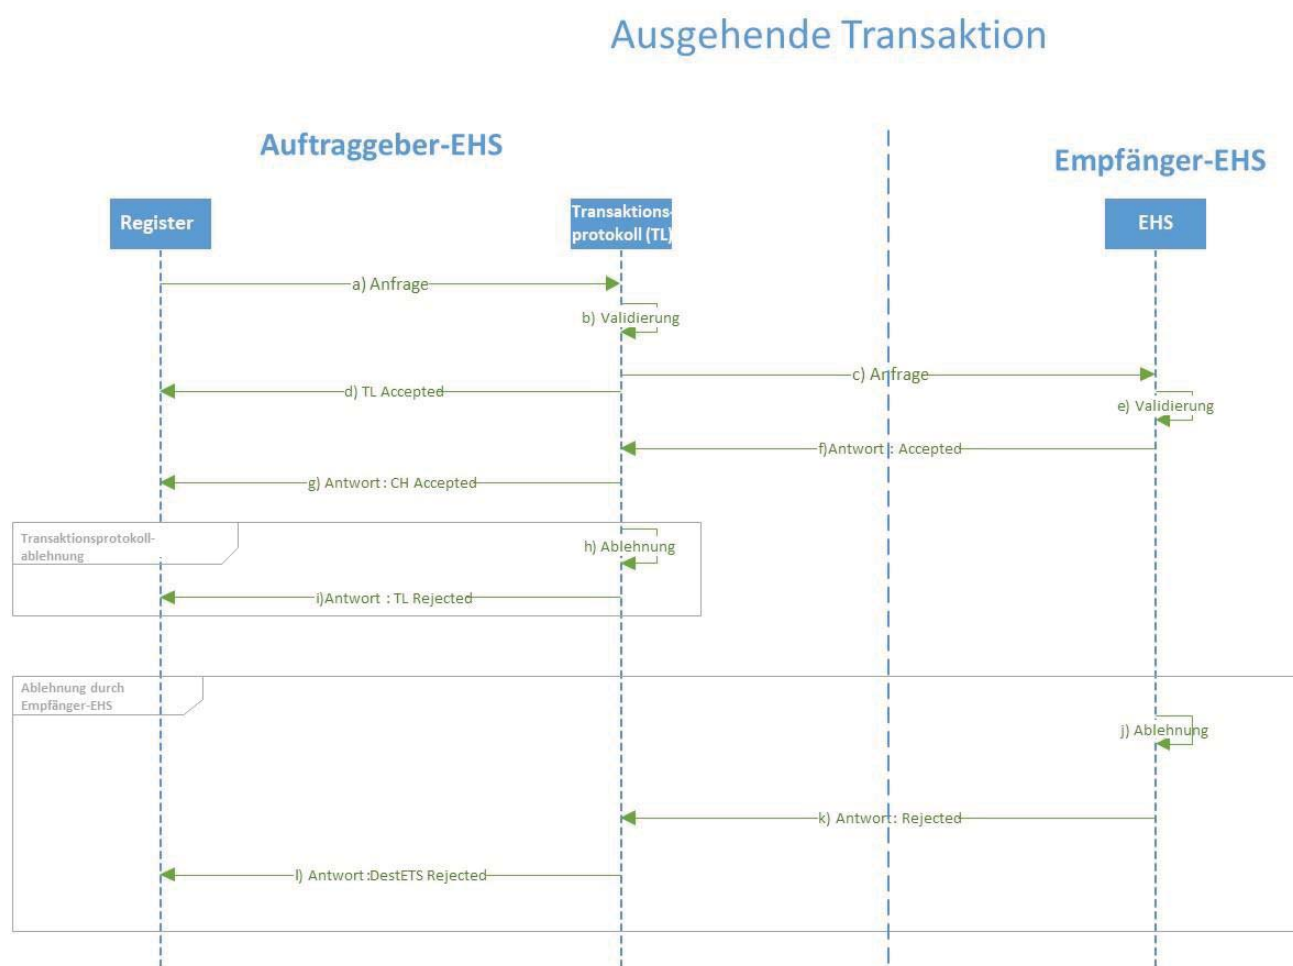 Ausgehende Transaktion
Auftraggeber-EHS
Empfänger-EHS
Register
Transaktions-
protokoll (TL)
EHS
a) Anfrage
b) Validierung
c) Anfrage
d) TL Accepted
e) Validierung
f)Antwort : Accepted
g) Antwort : CH Accepted
Transaktionsprotokoll-
ablehnung
h) Ablehnung
i)Antwort : TL Rejected
Ablehnung durch
Empfänger-EHS
j) Ablehnung
k) Antwort : Rejected
l) Antwort :DestETS Rejected